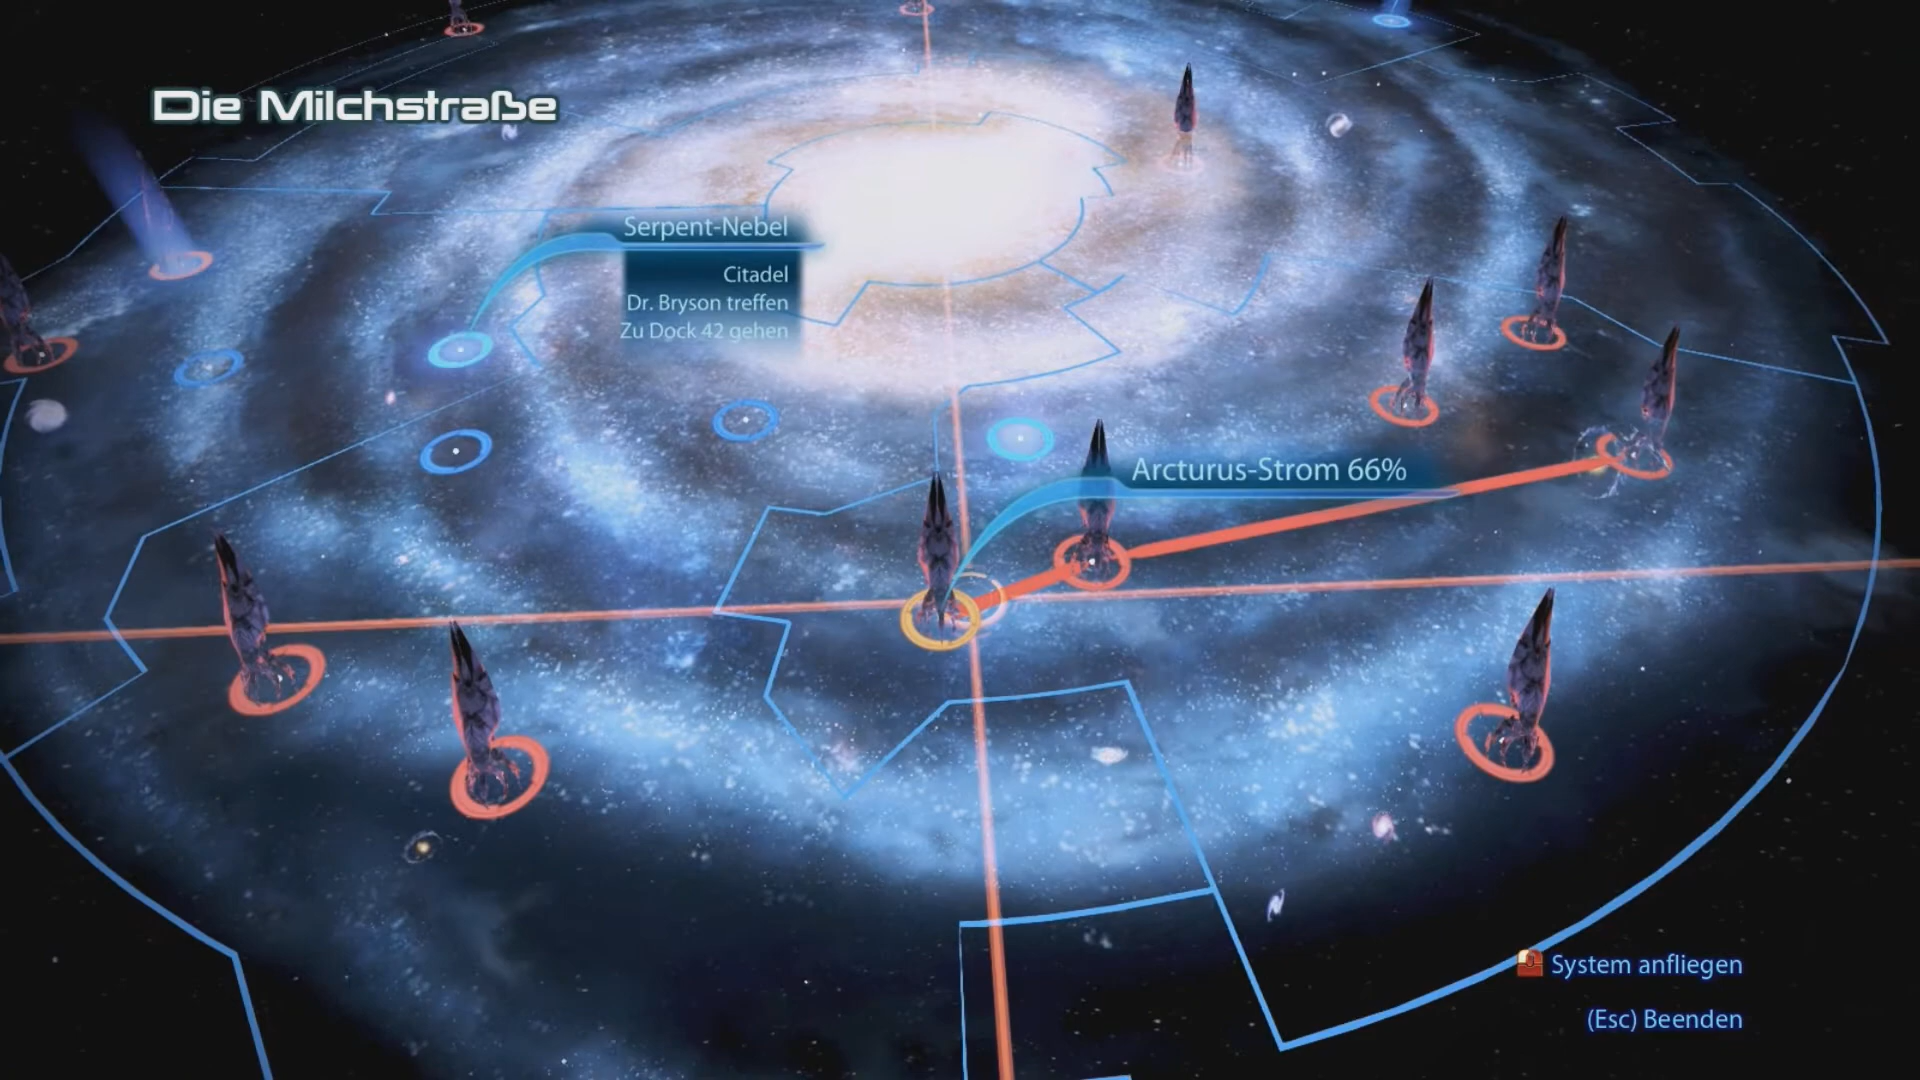 Die Milchstraße
Serpent-Nebel
Citadel
Dr. Bryson treffen
Zu Dock 42 gehen
Arcturus-Strom 66%
System anfliegen
(Esc) Beenden